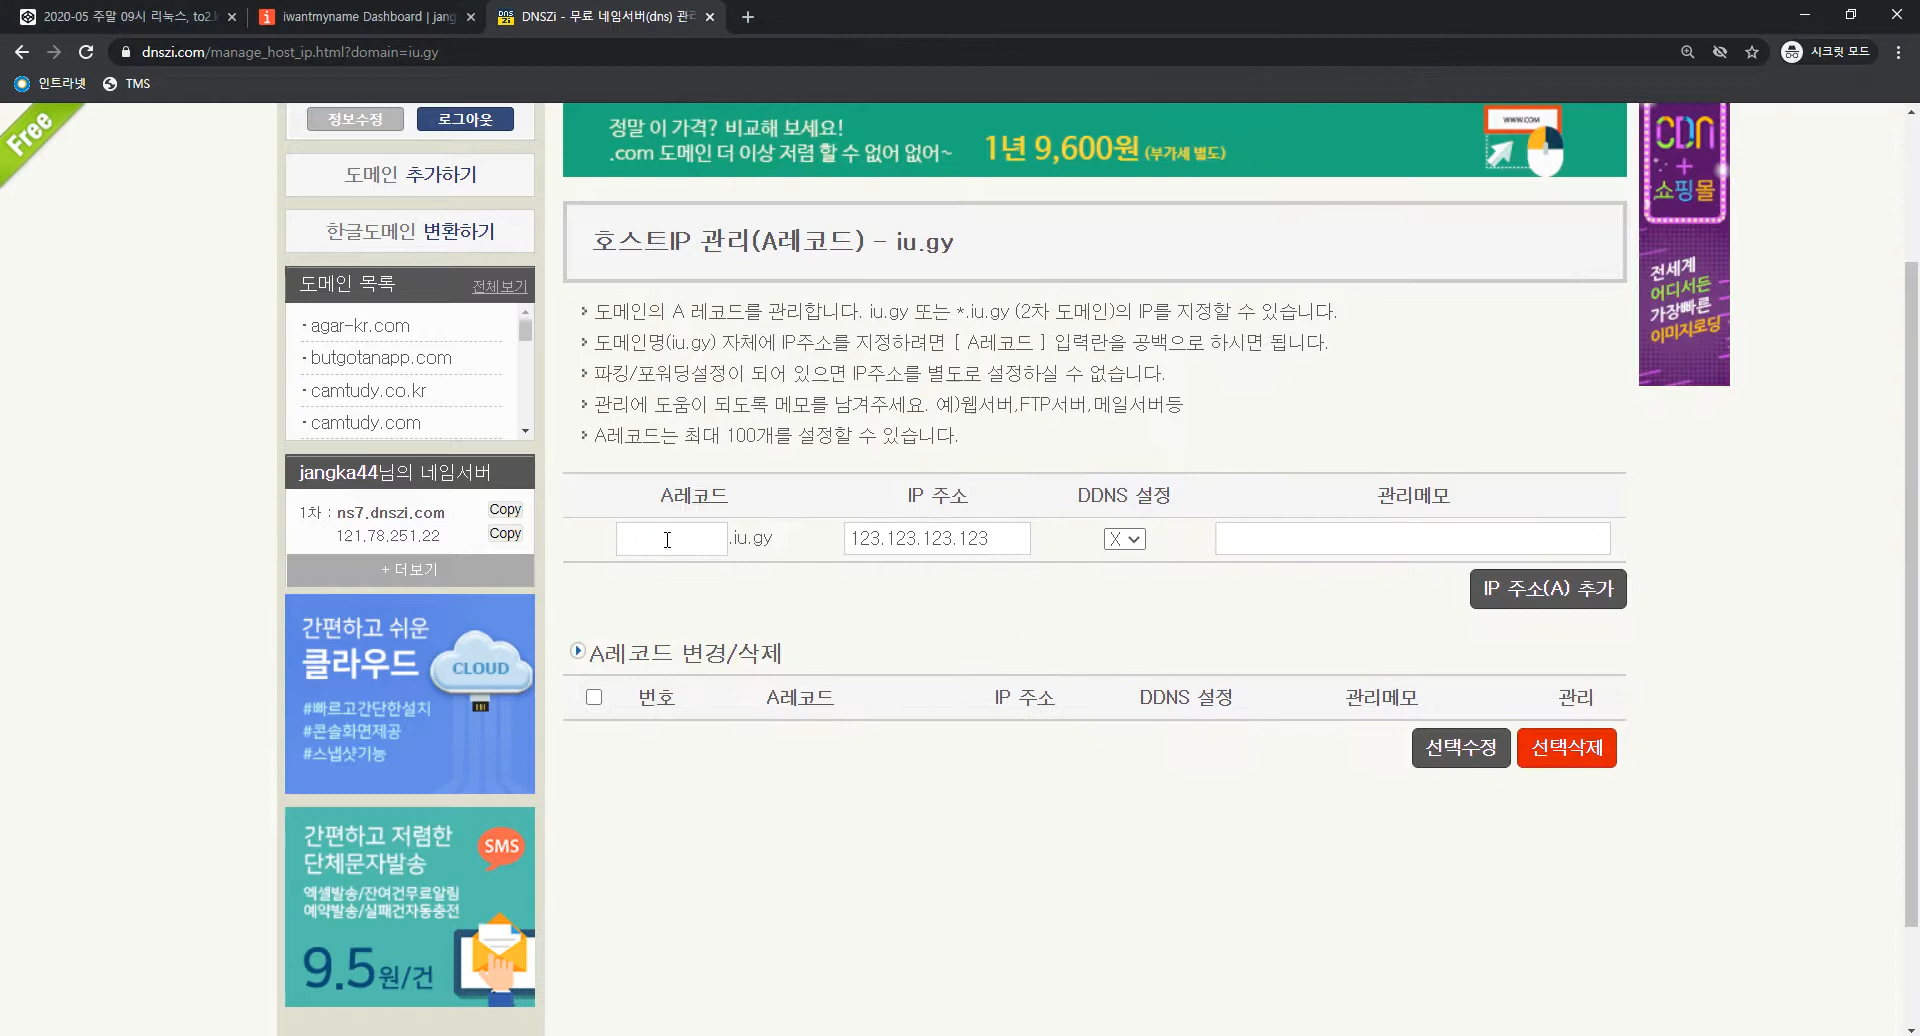 2020-05 주말 09시 리눅스, to2.
iwantmyname Dashboard | jang
DNSZi - 무료 네임서버(dns) 관리
dnszi.com/manage_host_ip.html?domain=iu.gy
시크릿 모드
인트라넷
TMS
Free
정보수정
로그아웃
도메인 추가하기
한글도메인 변환하기
도메인 목록
전체보기
· agar-kr.com
· butgotanapp.com
· camtudy.co.kr
· camtudy.com
jangka44님의 네임서버
1차 : ns7.dnszi.com
Copy
121.78.251.22
Copy
+ 더보기
간편하고 쉬운
클라우드
CLOUD
#빠르고간단한설치
#콘솔화면제공
#스냅샷기능
간편하고 저렴한
단체문자발송
SMS
엑셀발송/잔여건무료알림
예약발송/실패건자동충전
9.5원/건
정말 이 가격? 비교해 보세요!
.com 도메인 더 이상 저렴 할 수 없어 없어~
1년 9,600원 (부가세 별도)
WWW.COM
호스트IP 관리(A레코드) - iu.gy
도메인의 A 레코드를 관리합니다. iu.gy 또는 *.iu.gy (2차 도메인)의 IP를 지정할 수 있습니다.
도메인명(iu.gy) 자체에 IP주소를 지정하려면 [ A레코드 ] 입력란을 공백으로 하시면 됩니다.
파킹/포워딩설정이 되어 있으면 IP주소를 별도로 설정하실 수 없습니다.
관리에 도움이 되도록 메모를 남겨주세요. 예)웹서버,FTP서버,메일서버등
A레코드는 최대 100개를 설정할 수 있습니다.
A레코드 IP 주소 DDNS 설정 관리메모
.iu.gy 123.123.123.123 X
IP 주소(A) 추가
A레코드 변경/삭제
번호 A레코드 IP 주소 DDNS 설정 관리메모 관리
선택수정
선택삭제
CDN
+
쇼핑몰
전세계
어디서든
가장빠른
이미지로딩